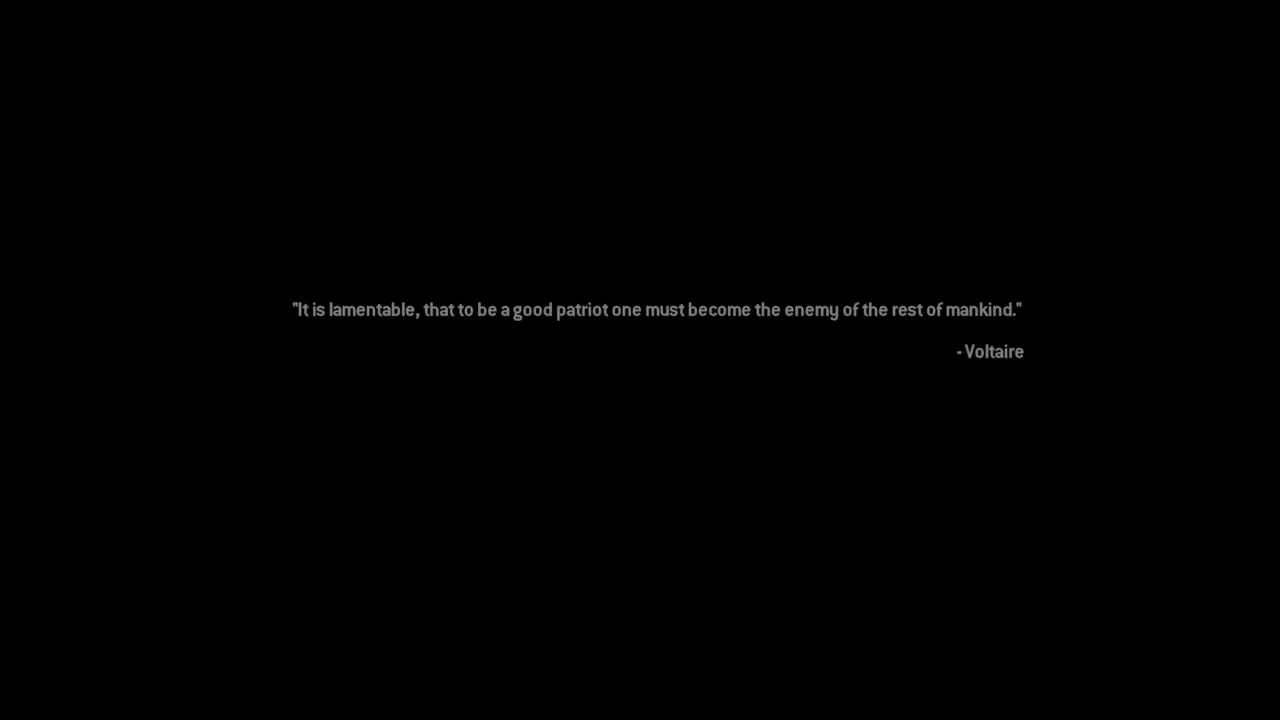 "It is lamentable, that to be a good patriot one must become the enemy of the rest of mankind."
- Voltaire